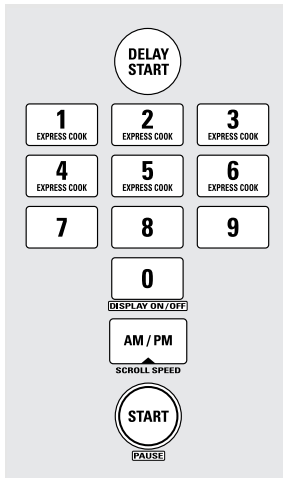 DELAY
START
1 2 3
EXPRESS COOK EXPRESS COOK EXPRESS COOK
4 5 6
EXPRESS COOK EXPRESS COOK EXPRESS COOK
7 8 9
0
DISPLAY ON/OFF
AM / PM
SCROLL SPEED
START
PAUSE